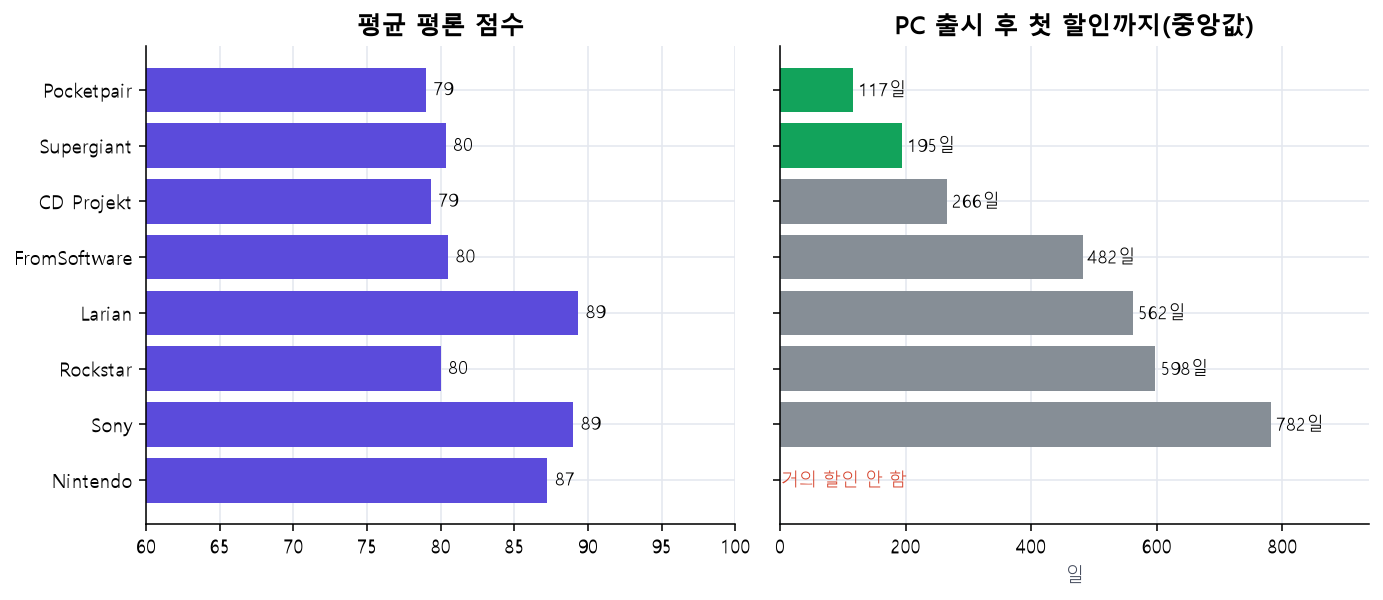 평균 평론 점수
Pocketpair 79
Supergiant 80
CD Projekt 79
FromSoftware 80
Larian 89
Rockstar 80
Sony 89
Nintendo 87
60 65 70 75 80 85 90 95 100
PC 출시 후 첫 할인까지(중앙값)
117일
195일
266일
482일
562일
598일
782일
거의 할인 안 함
0 200 400 600 800
일